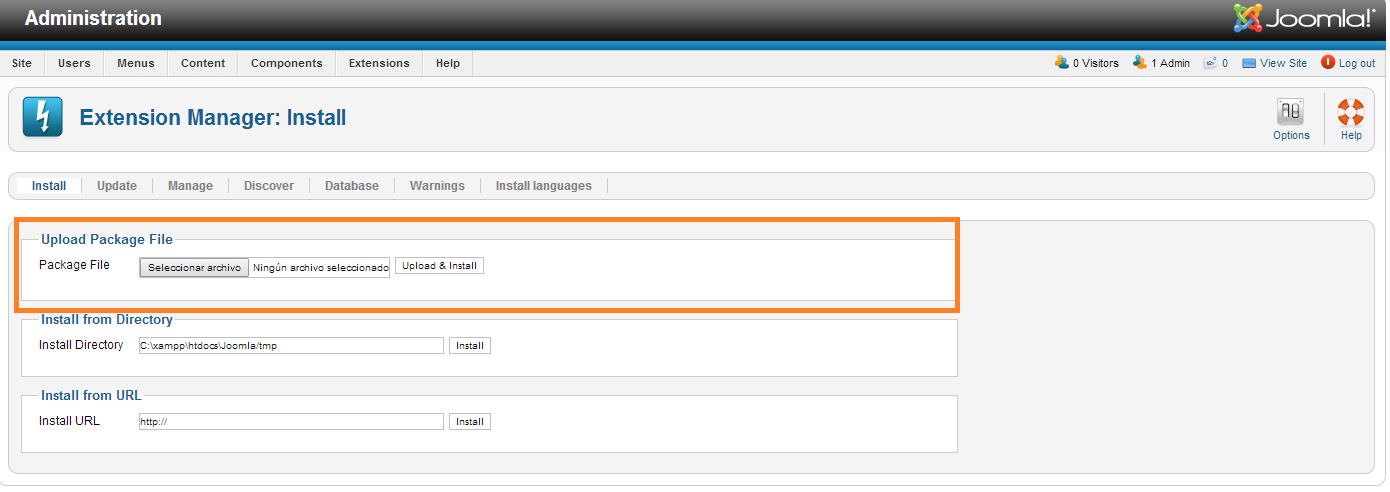 Administration
Joomla!®
Site Users Menus Content Components Extensions Help 0 Visitors 1 Admin 0 View Site Log out
Extension Manager: Install
Options Help
Install Update Manage Discover Database Warnings Install languages
Upload Package File
Package File Seleccionar archivo Ningún archivo seleccionado Upload & Install
Install from Directory
Install Directory C:\xampp\htdocs\Joomla/tmp Install
Install from URL
Install URL http:// Install